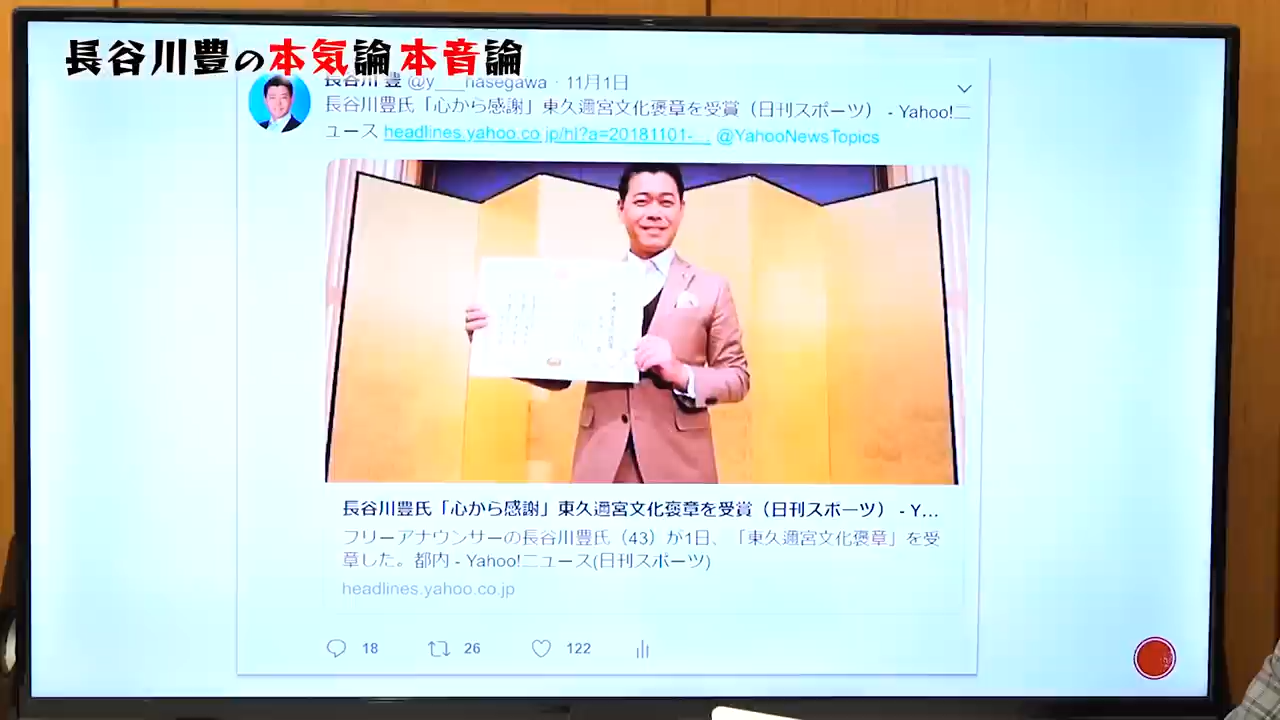 長谷川豊の本気論本音論
長谷川 豊 @y___hasegawa · 11月1日
長谷川豊氏「心から感謝」東久邇宮文化褒章を受賞（日刊スポーツ） - Yahoo!ニ
ュース headlines.yahoo.co.jp/hl?a=20181101-... @YahooNewsTopics
長谷川豊氏「心から感謝」東久邇宮文化褒章を受賞（日刊スポーツ） - Y...
フリーアナウンサーの長谷川豊氏（43）が1日、「東久邇宮文化褒章」を受
章した。都内 - Yahoo!ニュース(日刊スポーツ)
headlines.yahoo.co.jp
18 26 122